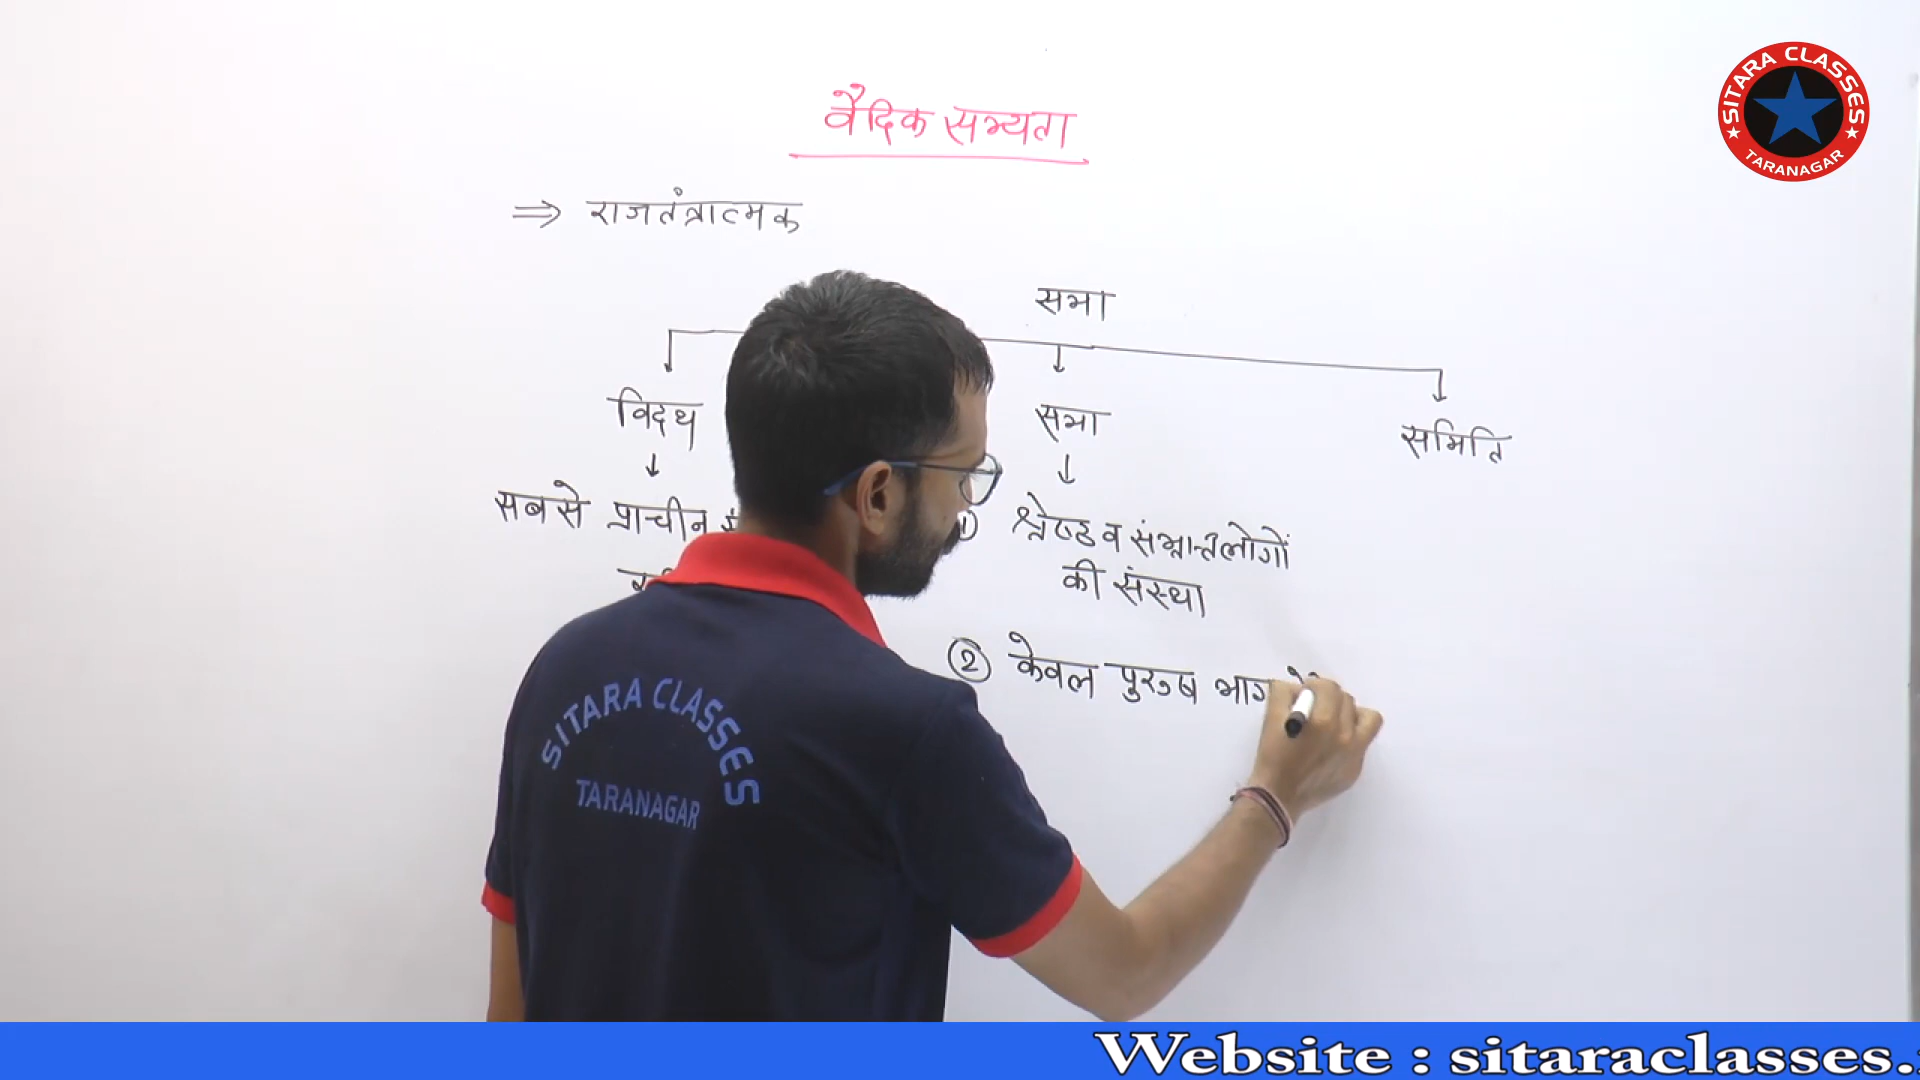 वैदिक सभ्यता
⇒ राजतंत्रात्मक
सभा
विदथ
सभा
समिति
सबसे प्राचीन
① श्रेष्ठ व संभ्रान्त लोगों
की संस्था
② केवल पुरुष भाग
SITARA CLASSES
TARANAGAR
SITARA CLASSES
TARANAGAR
Website : sitaraclasses.